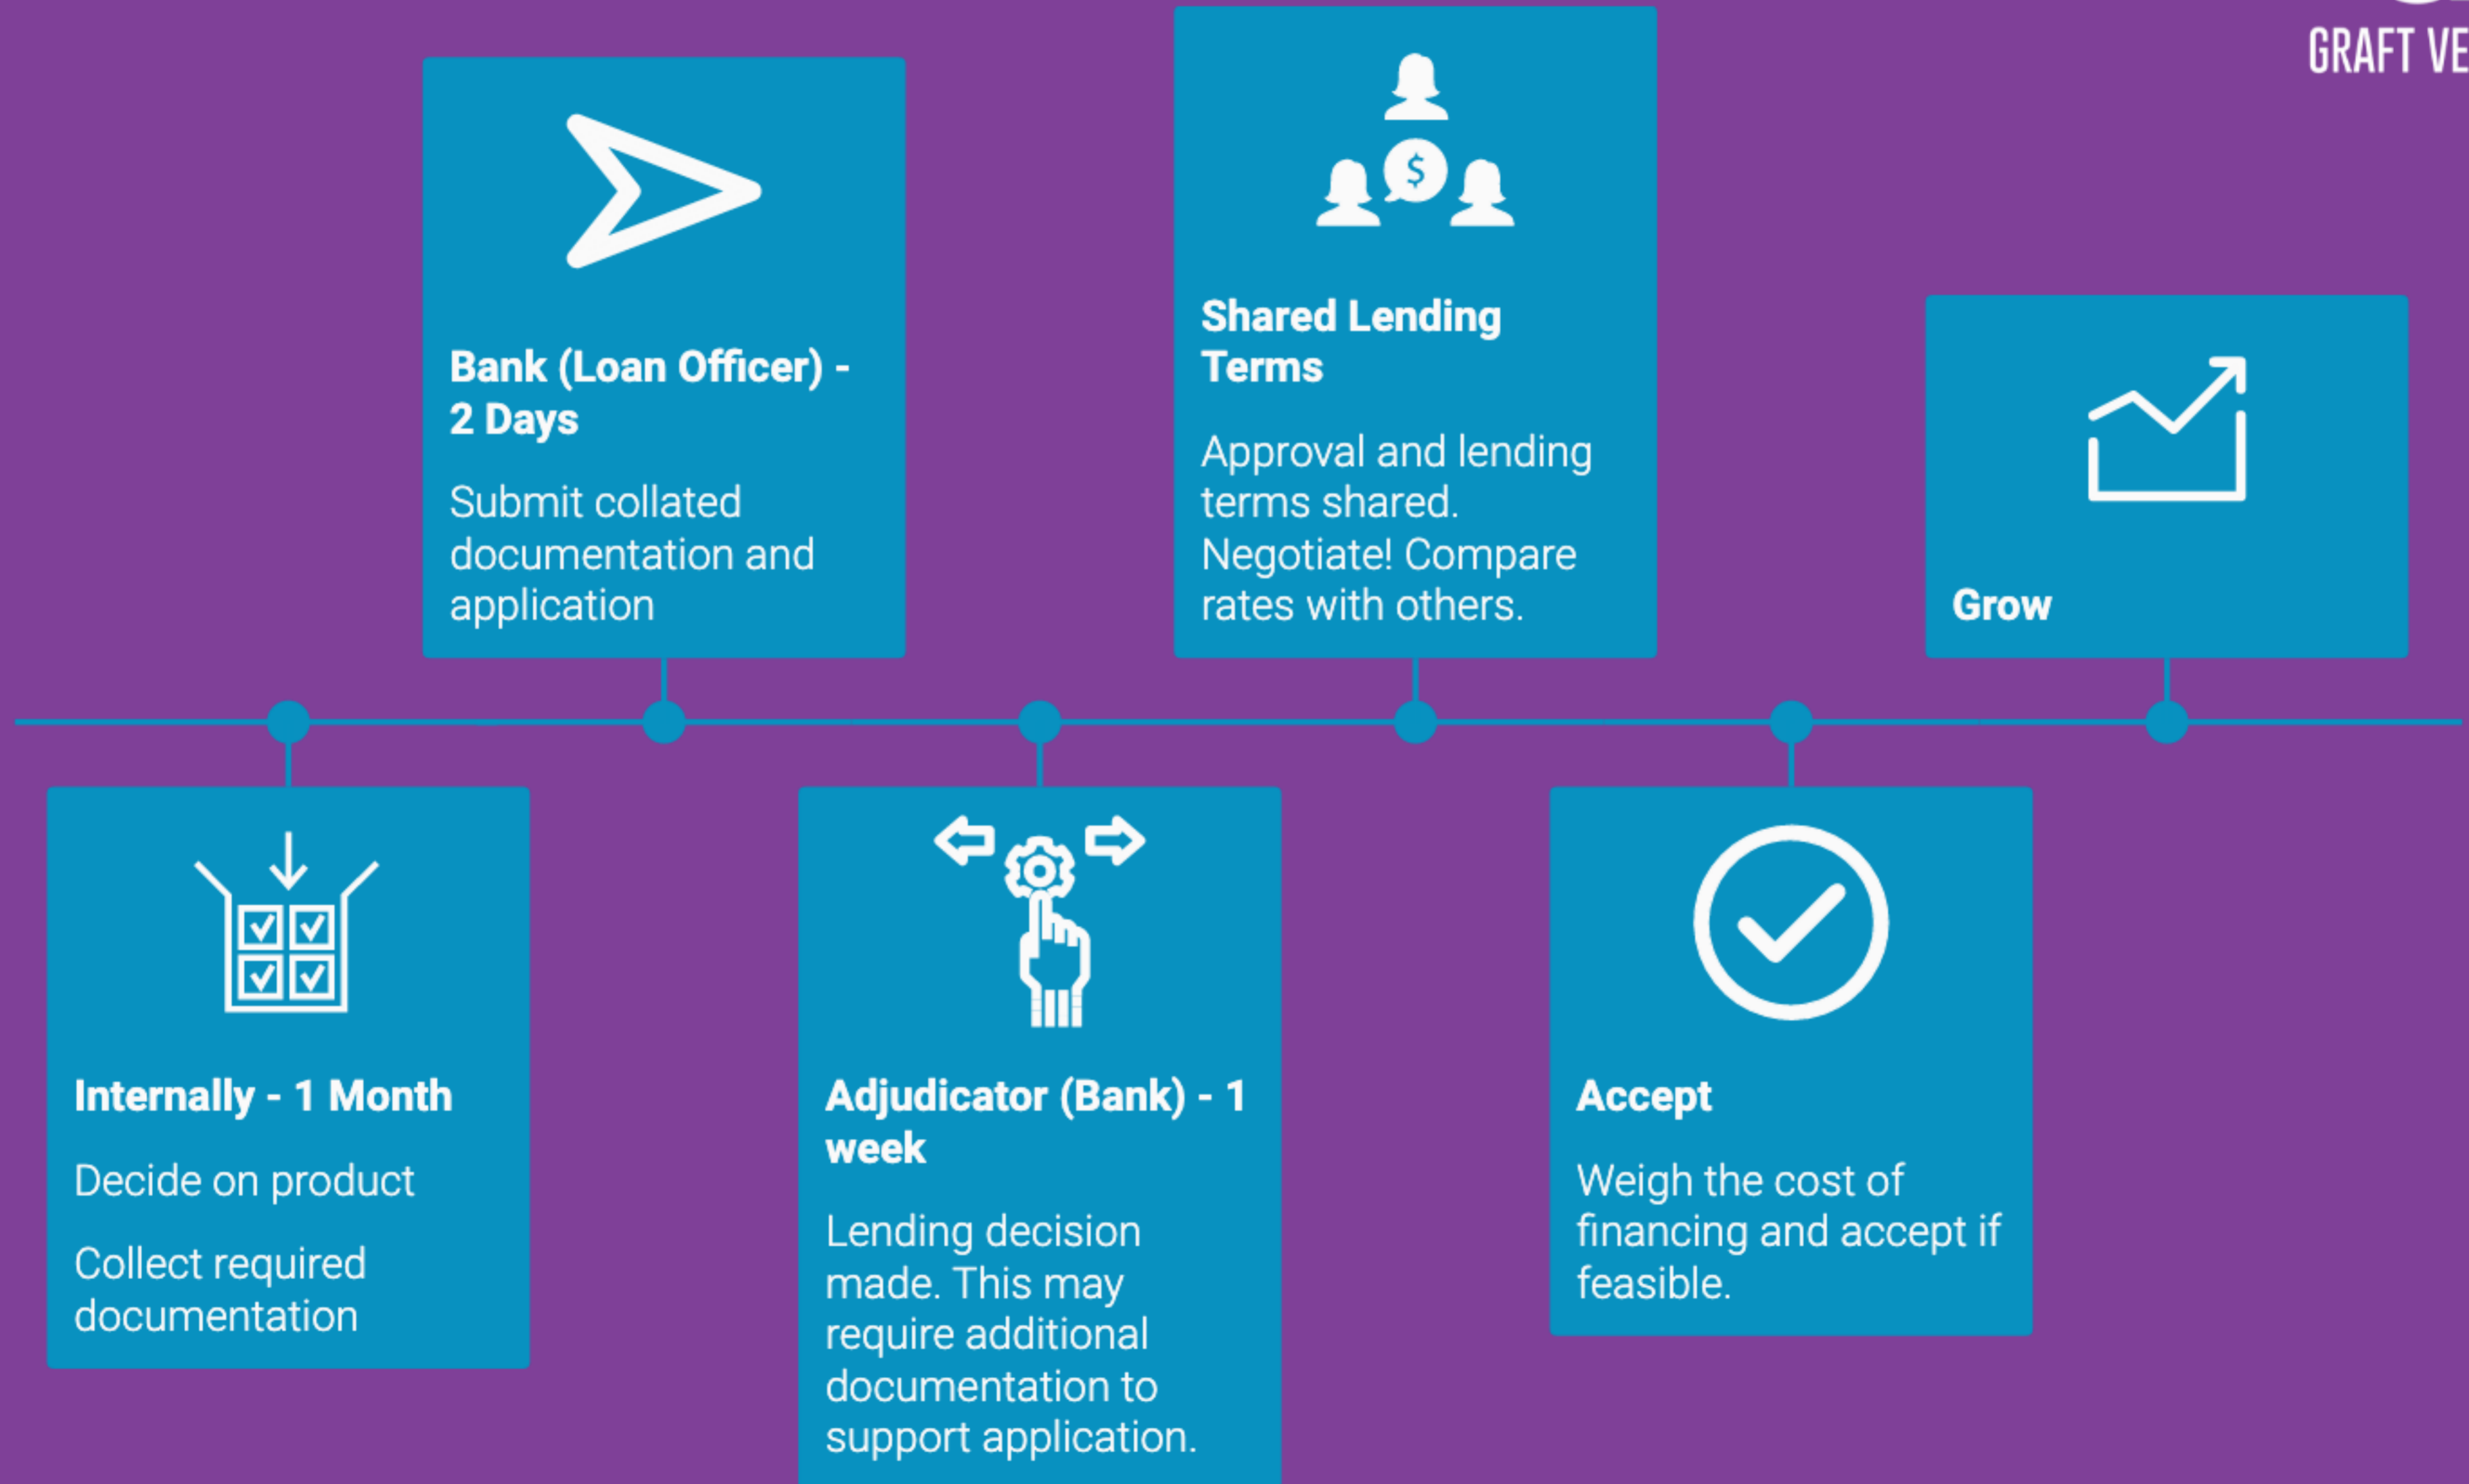 GRAFT VE
Bank (Loan Officer) -
2 Days
Submit collated
documentation and
application
Shared Lending
Terms
Approval and lending
terms shared.
Negotiate! Compare
rates with others.
$
Grow
Internally - 1 Month
Decide on product
Collect required
documentation
Adjudicator (Bank) - 1
week
Lending decision
made. This may
require additional
documentation to
support application.
Accept
Weigh the cost of
financing and accept if
feasible.